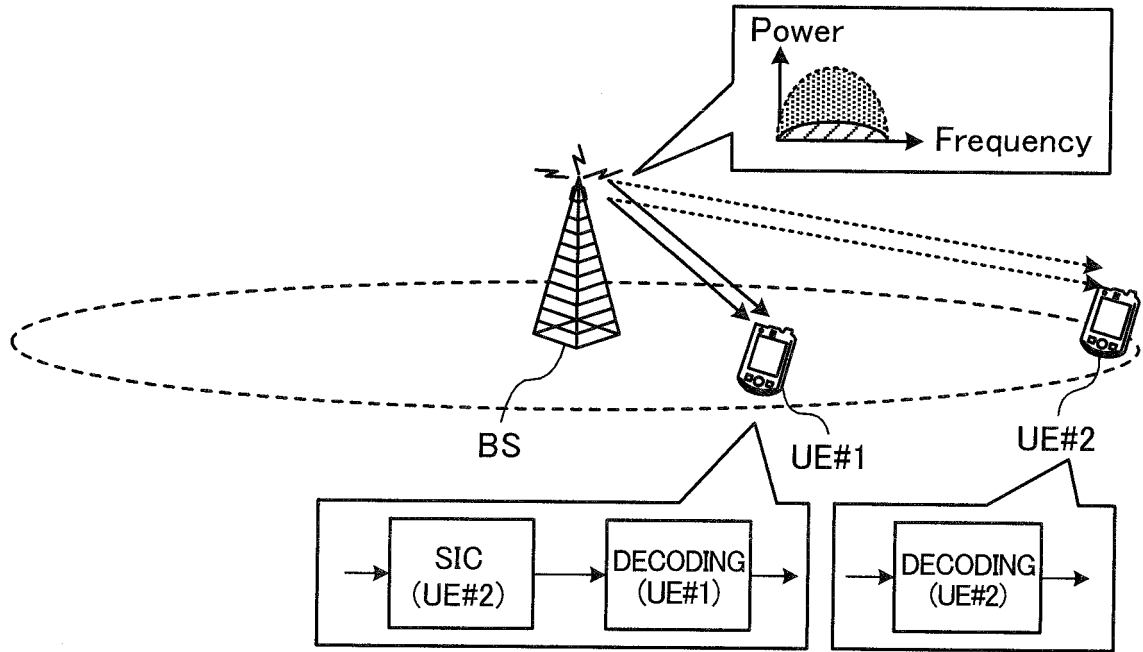 Power
Frequency
BS
UE#1
UE#2
SIC
(UE#2)
DECODING
(UE#1)
DECODING
(UE#2)